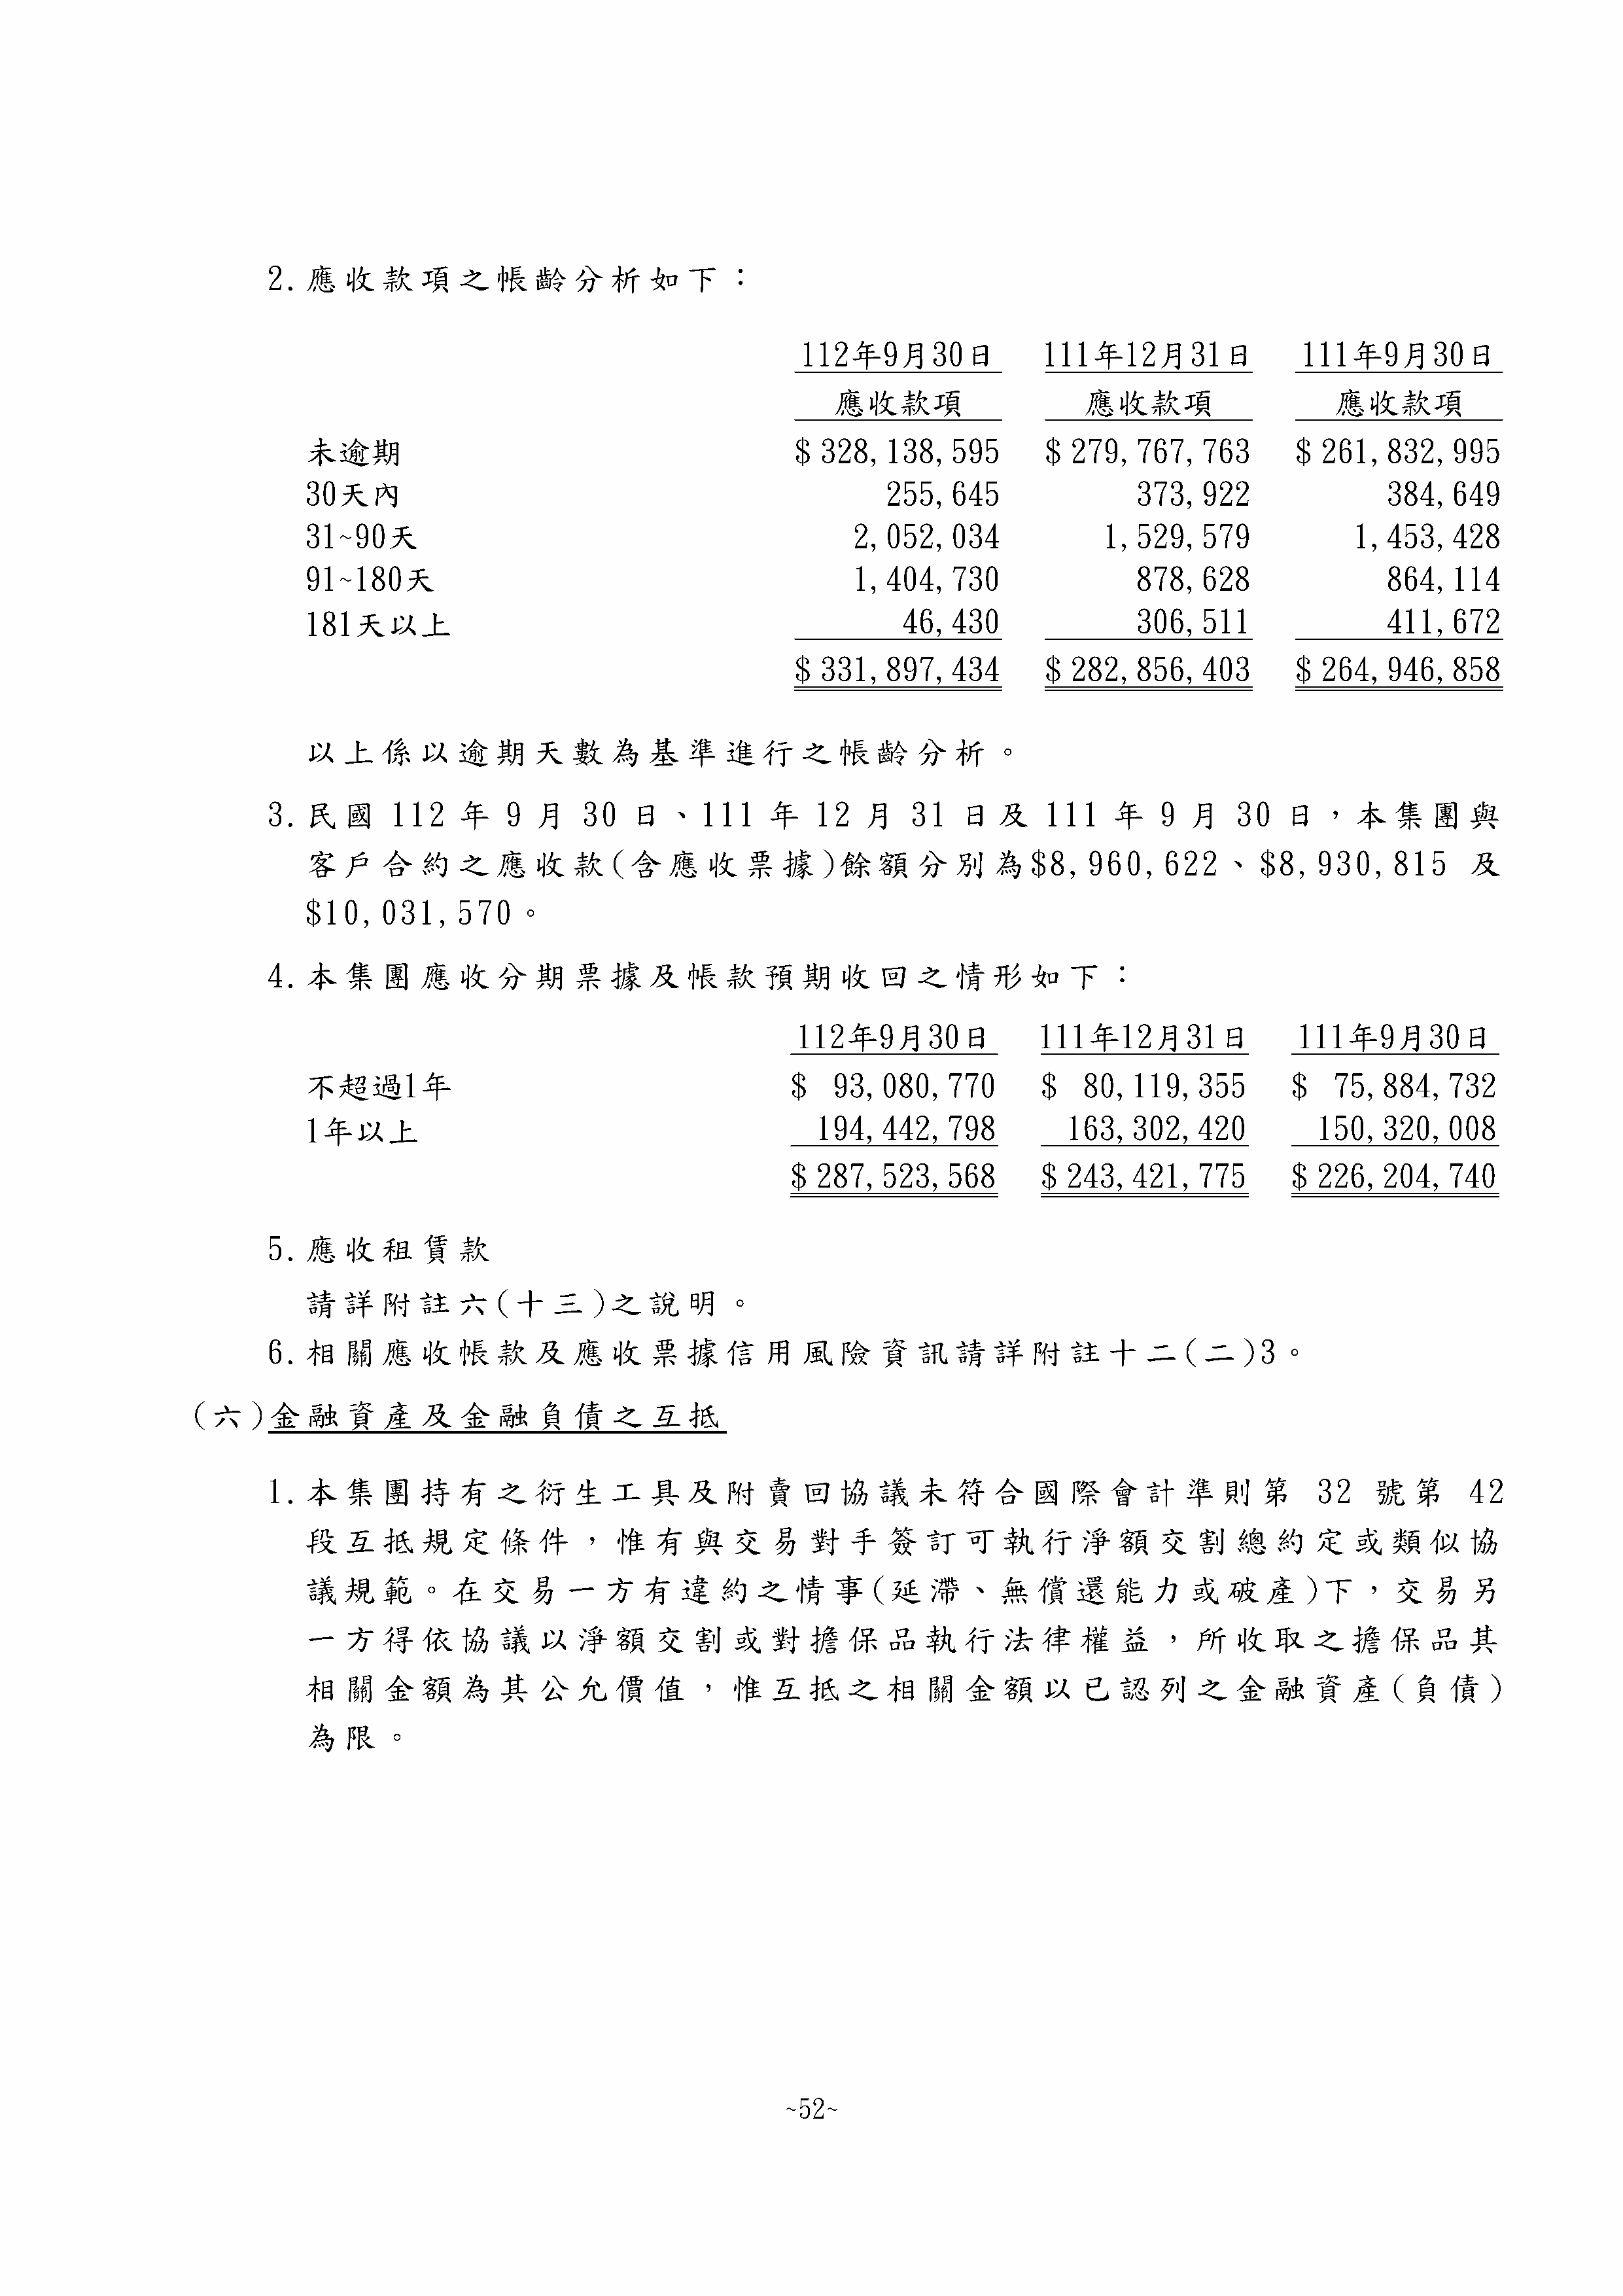 2.應收款項之帳齡分析如下：
112年9月30日 111年12月31日 111年9月30日
應收款項 應收款項 應收款項
未逾期 $ 328,138,595 $ 279,767,763 $ 261,832,995
30天內 255,645 373,922 384,649
31~90天 2,052,034 1,529,579 1,453,428
91~180天 1,404,730 878,628 864,114
181天以上 46,430 306,511 411,672
$ 331,897,434 $ 282,856,403 $ 264,946,858
以上係以逾期天數為基準進行之帳齡分析。
3.民國 112 年 9 月 30 日、111 年 12 月 31 日及 111 年 9 月 30 日，本集團與
客戶合約之應收款(含應收票據)餘額分別為$8,960,622、$8,930,815 及
$10,031,570。
4.本集團應收分期票據及帳款預期收回之情形如下：
112年9月30日 111年12月31日 111年9月30日
不超過1年 $ 93,080,770 $ 80,119,355 $ 75,884,732
1年以上 194,442,798 163,302,420 150,320,008
$ 287,523,568 $ 243,421,775 $ 226,204,740
5.應收租賃款
請詳附註六(十三)之說明。
6.相關應收帳款及應收票據信用風險資訊請詳附註十二(二)3。
(六)金融資產及金融負債之互抵
1.本集團持有之衍生工具及附賣回協議未符合國際會計準則第 32 號第 42
段互抵規定條件，惟有與交易對手簽訂可執行淨額交割總約定或類似協
議規範。在交易一方有違約之情事(延滯、無償還能力或破產)下，交易另
一方得依協議以淨額交割或對擔保品執行法律權益，所收取之擔保品其
相關金額為其公允價值，惟互抵之相關金額以已認列之金融資產(負債)
為限。
~52~